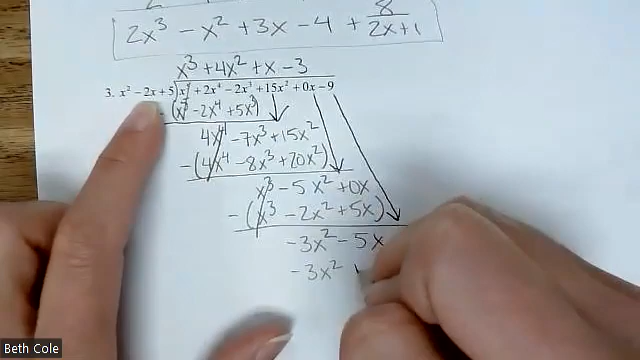 2x³ - x² + 3x - 4 + 8/(2x+1)
x³ + 4x² + x - 3
3. x² - 2x + 5 ) x⁵ + 2x⁴ - 2x³ + 15x² + 0x - 9
- (x⁵ - 2x⁴ + 5x³)
4x⁴ - 7x³ + 15x²
- (4x⁴ - 8x³ + 20x²)
x³ - 5x² + 0x
- (x³ - 2x² + 5x)
-3x² - 5x
-3x²
Beth Cole